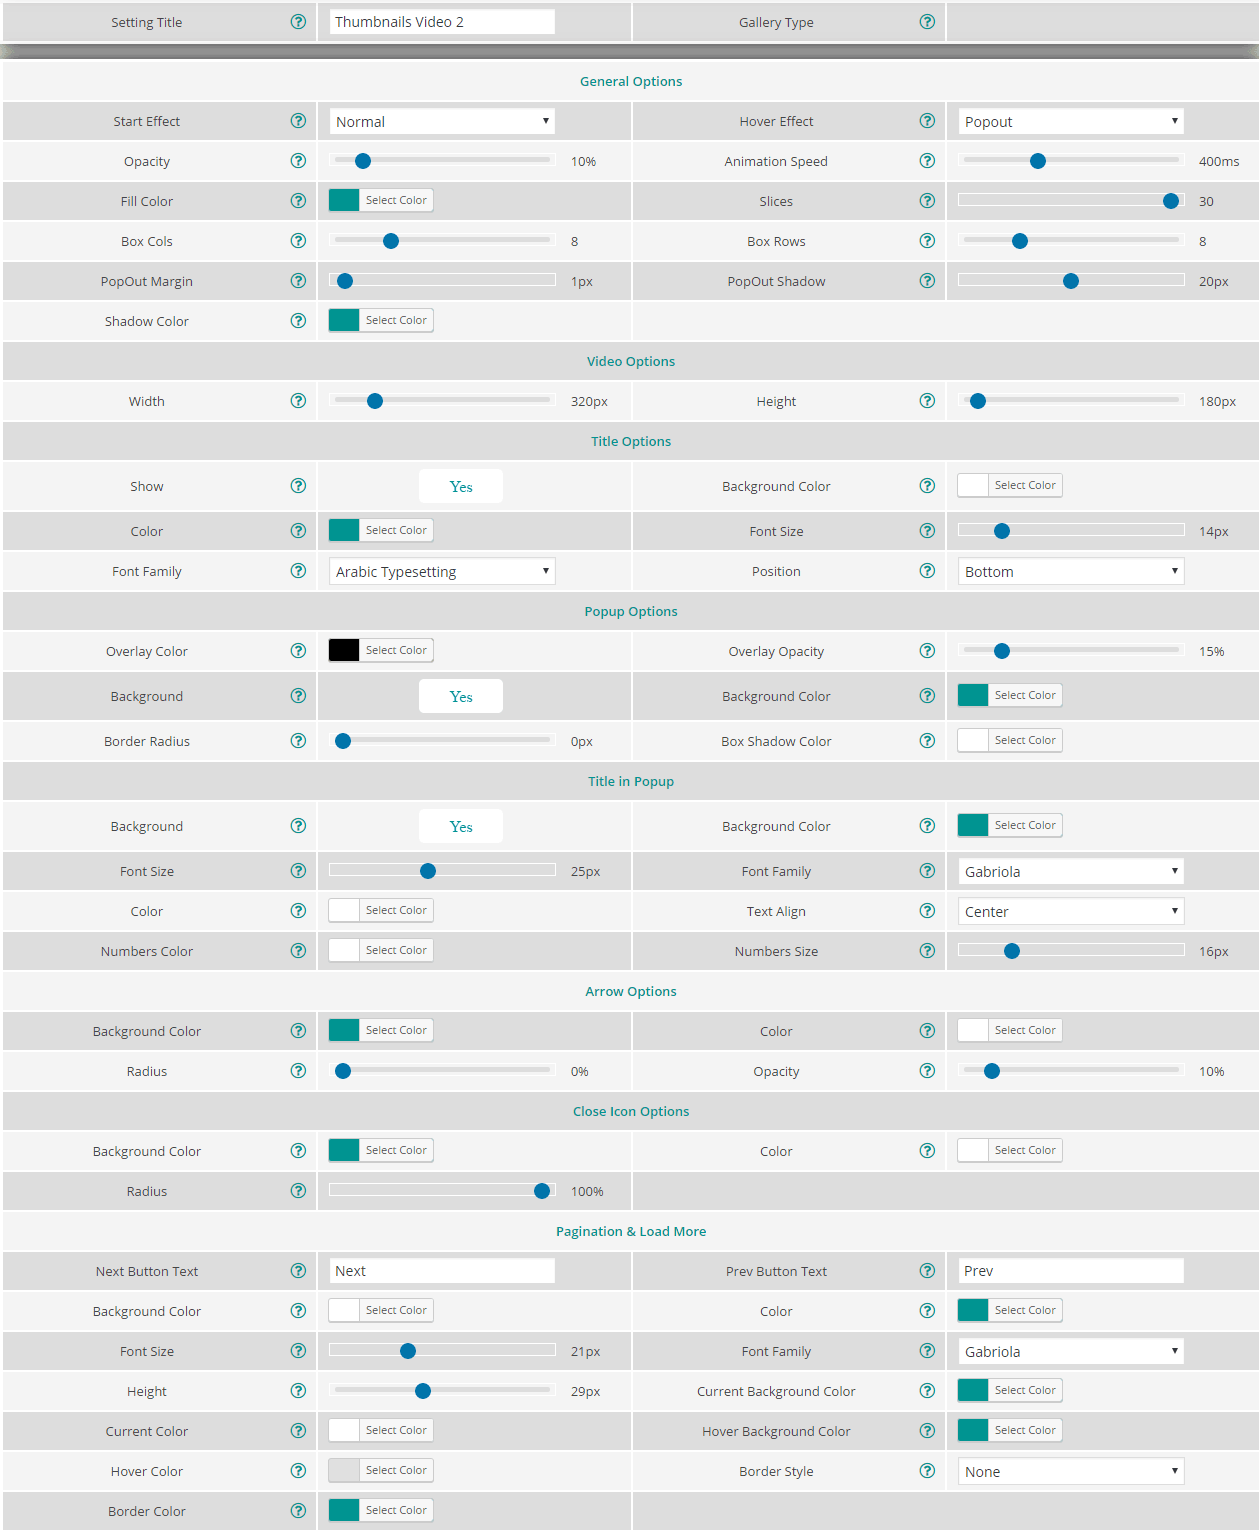 Setting Title ? Thumbnails Video 2 Gallery Type ?
General Options
Start Effect ? Normal Hover Effect ? Popout
Opacity ? 10% Animation Speed ? 400ms
Fill Color ? Select Color Slices ? 30
Box Cols ? 8 Box Rows ? 8
PopOut Margin ? 1px PopOut Shadow ? 20px
Shadow Color ? Select Color
Video Options
Width ? 320px Height ? 180px
Title Options
Show ? Yes Background Color ? Select Color
Color ? Select Color Font Size ? 14px
Font Family ? Arabic Typesetting Position ? Bottom
Popup Options
Overlay Color ? Select Color Overlay Opacity ? 15%
Background ? Yes Background Color ? Select Color
Border Radius ? 0px Box Shadow Color ? Select Color
Title in Popup
Background ? Yes Background Color ? Select Color
Font Size ? 25px Font Family ? Gabriola
Color ? Select Color Text Align ? Center
Numbers Color ? Select Color Numbers Size ? 16px
Arrow Options
Background Color ? Select Color Color ? Select Color
Radius ? 0% Opacity ? 10%
Close Icon Options
Background Color ? Select Color Color ? Select Color
Radius ? 100%
Pagination & Load More
Next Button Text ? Next Prev Button Text ? Prev
Background Color ? Select Color Color ? Select Color
Font Size ? 21px Font Family ? Gabriola
Height ? 29px Current Background Color ? Select Color
Current Color ? Select Color Hover Background Color ? Select Color
Hover Color ? Select Color Border Style ? None
Border Color ? Select Color